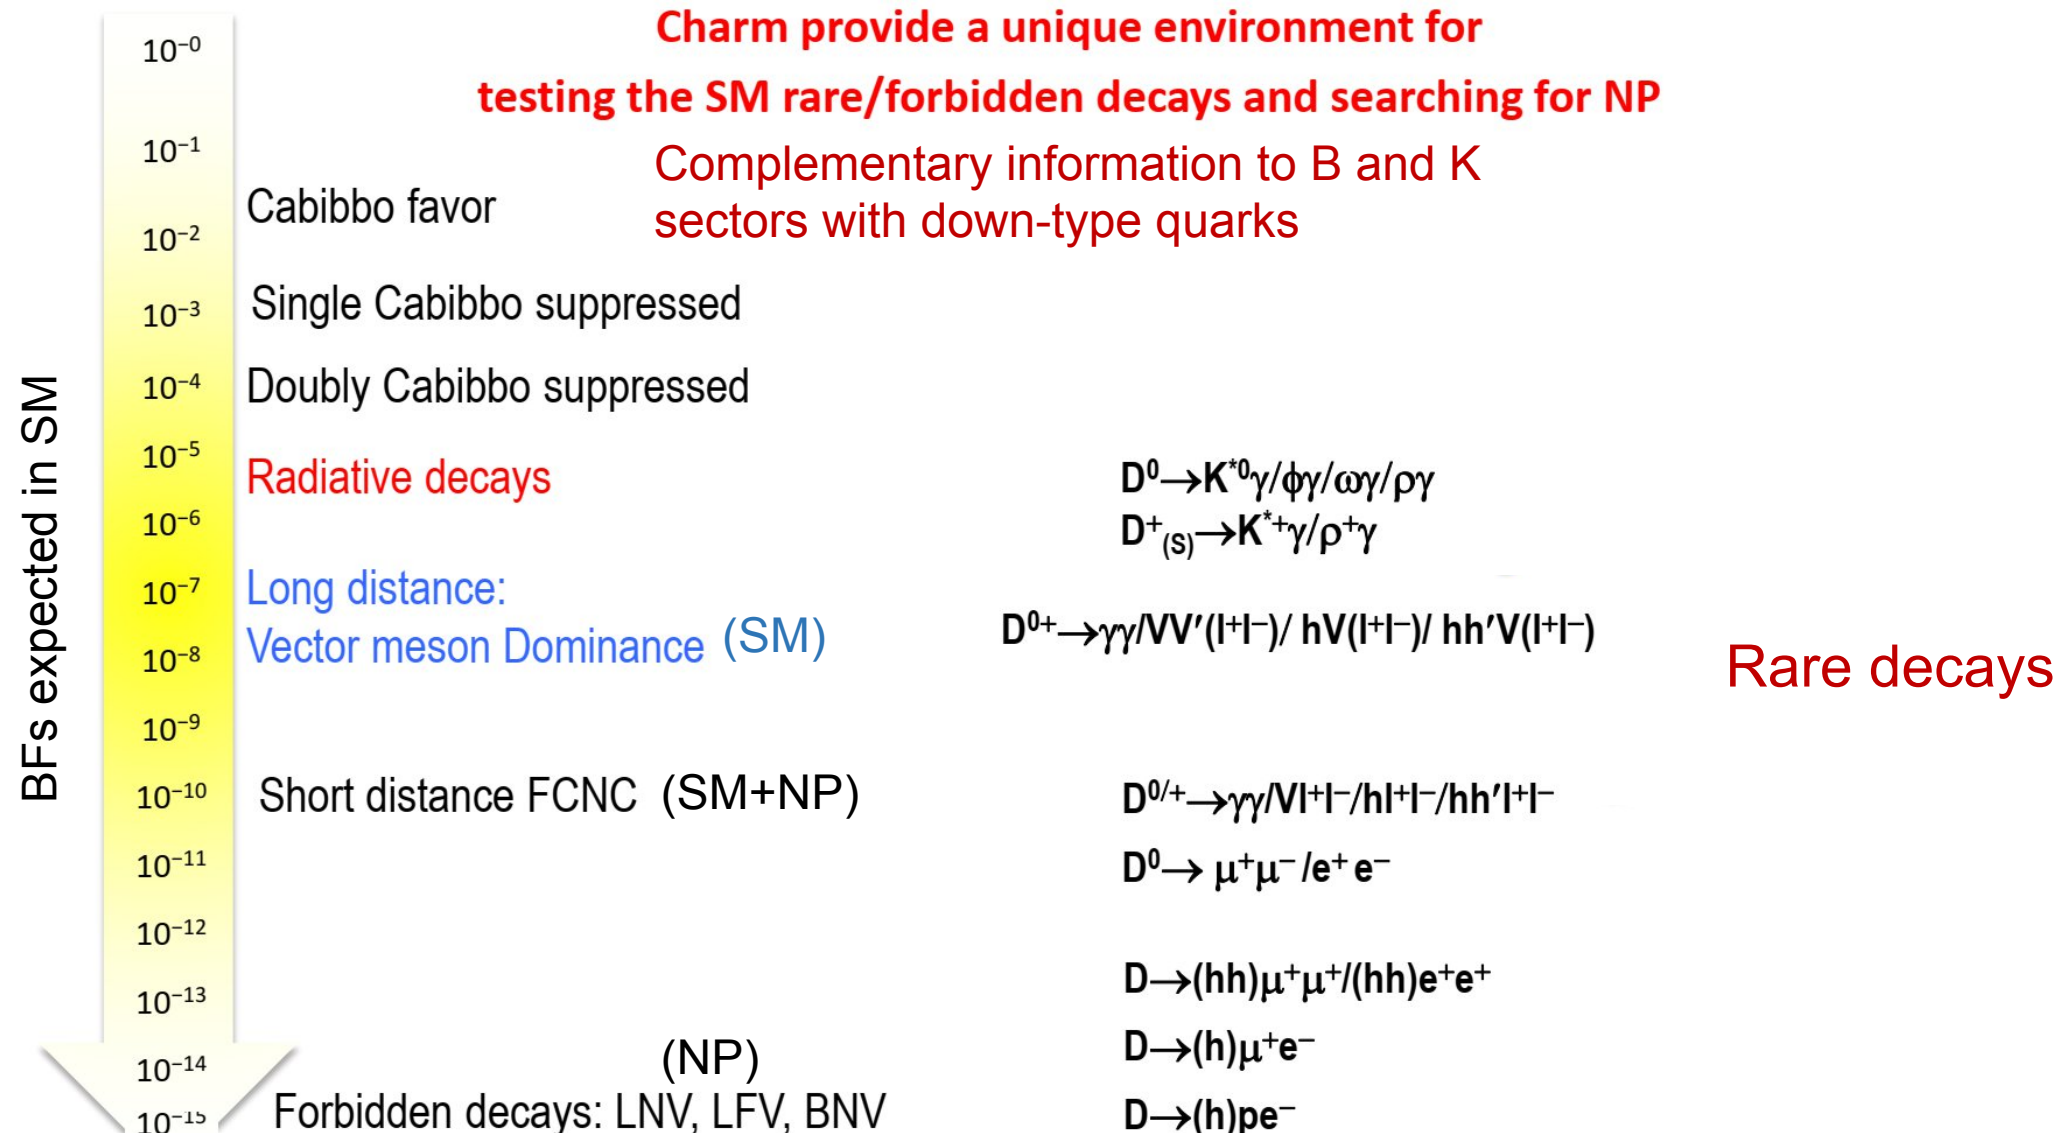 Charm provide a unique environment for
testing the SM rare/forbidden decays and searching for NP
Complementary information to B and K
sectors with down-type quarks
BFs expected in SM
10⁻⁰
10⁻¹
Cabibbo favor
10⁻²
10⁻³
Single Cabibbo suppressed
10⁻⁴
Doubly Cabibbo suppressed
10⁻⁵
Radiative decays
D⁰→K*⁰γ/ϕγ/ωγ/ργ
10⁻⁶
D⁺₍S₎→K*⁺γ/ρ⁺γ
10⁻⁷
Long distance:
Vector meson Dominance (SM)
D⁰⁺→γγ/VV′(l⁺l⁻)/ hV(l⁺l⁻)/ hh′V(l⁺l⁻)
10⁻⁸
Rare decays
10⁻⁹
10⁻¹⁰
Short distance FCNC (SM+NP)
D⁰/⁺→γγ/Vl⁺l⁻/hl⁺l⁻/hh′l⁺l⁻
10⁻¹¹
D⁰→ μ⁺μ⁻ /e⁺ e⁻
10⁻¹²
D→(hh)μ⁺μ⁺/(hh)e⁺e⁺
10⁻¹³
(NP)
D→(h)μ⁺e⁻
10⁻¹⁴
10⁻¹⁵
Forbidden decays: LNV, LFV, BNV
D→(h)pe⁻